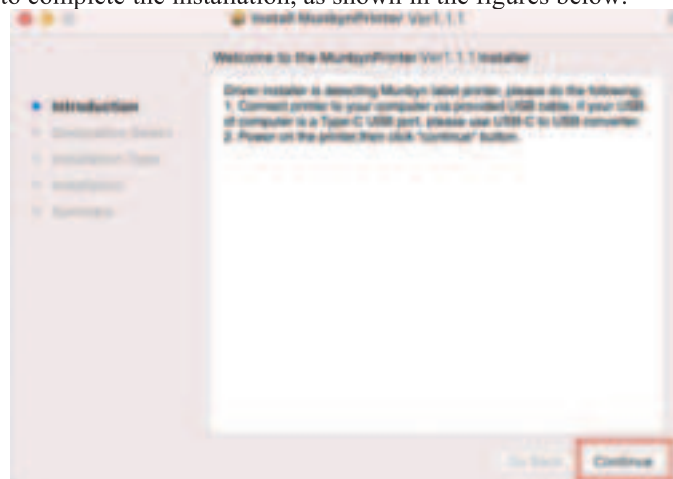 to complete the installation, as shown in the figures below.
Install MunbynPrinter Ver1.1.1
Welcome to the MunbynPrinter Ver1.1.1 Installer
Driver installer is detecting Munbyn label printer, please do the following:
1. Connect printer to your computer via provided USB cable. If your USB
of computer is a Type-C USB port, please use USB-C to USB converter.
2. Power on the printer,then click "continue" button.
Introduction
Destination Select
Installation Type
Installation
Summary
Go Back
Continue